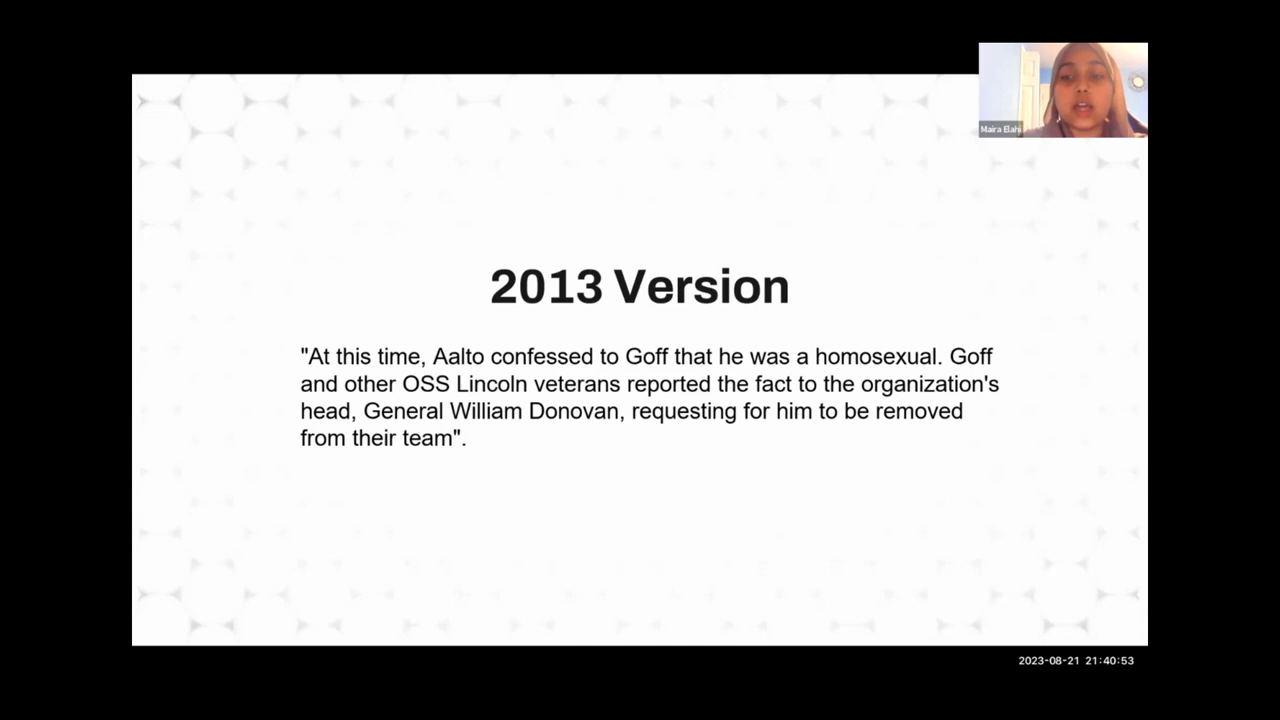 Maira Elahi
2013 Version
"At this time, Aalto confessed to Goff that he was a homosexual. Goff
and other OSS Lincoln veterans reported the fact to the organization's
head, General William Donovan, requesting for him to be removed
from their team".
2023-08-21 21:40:53